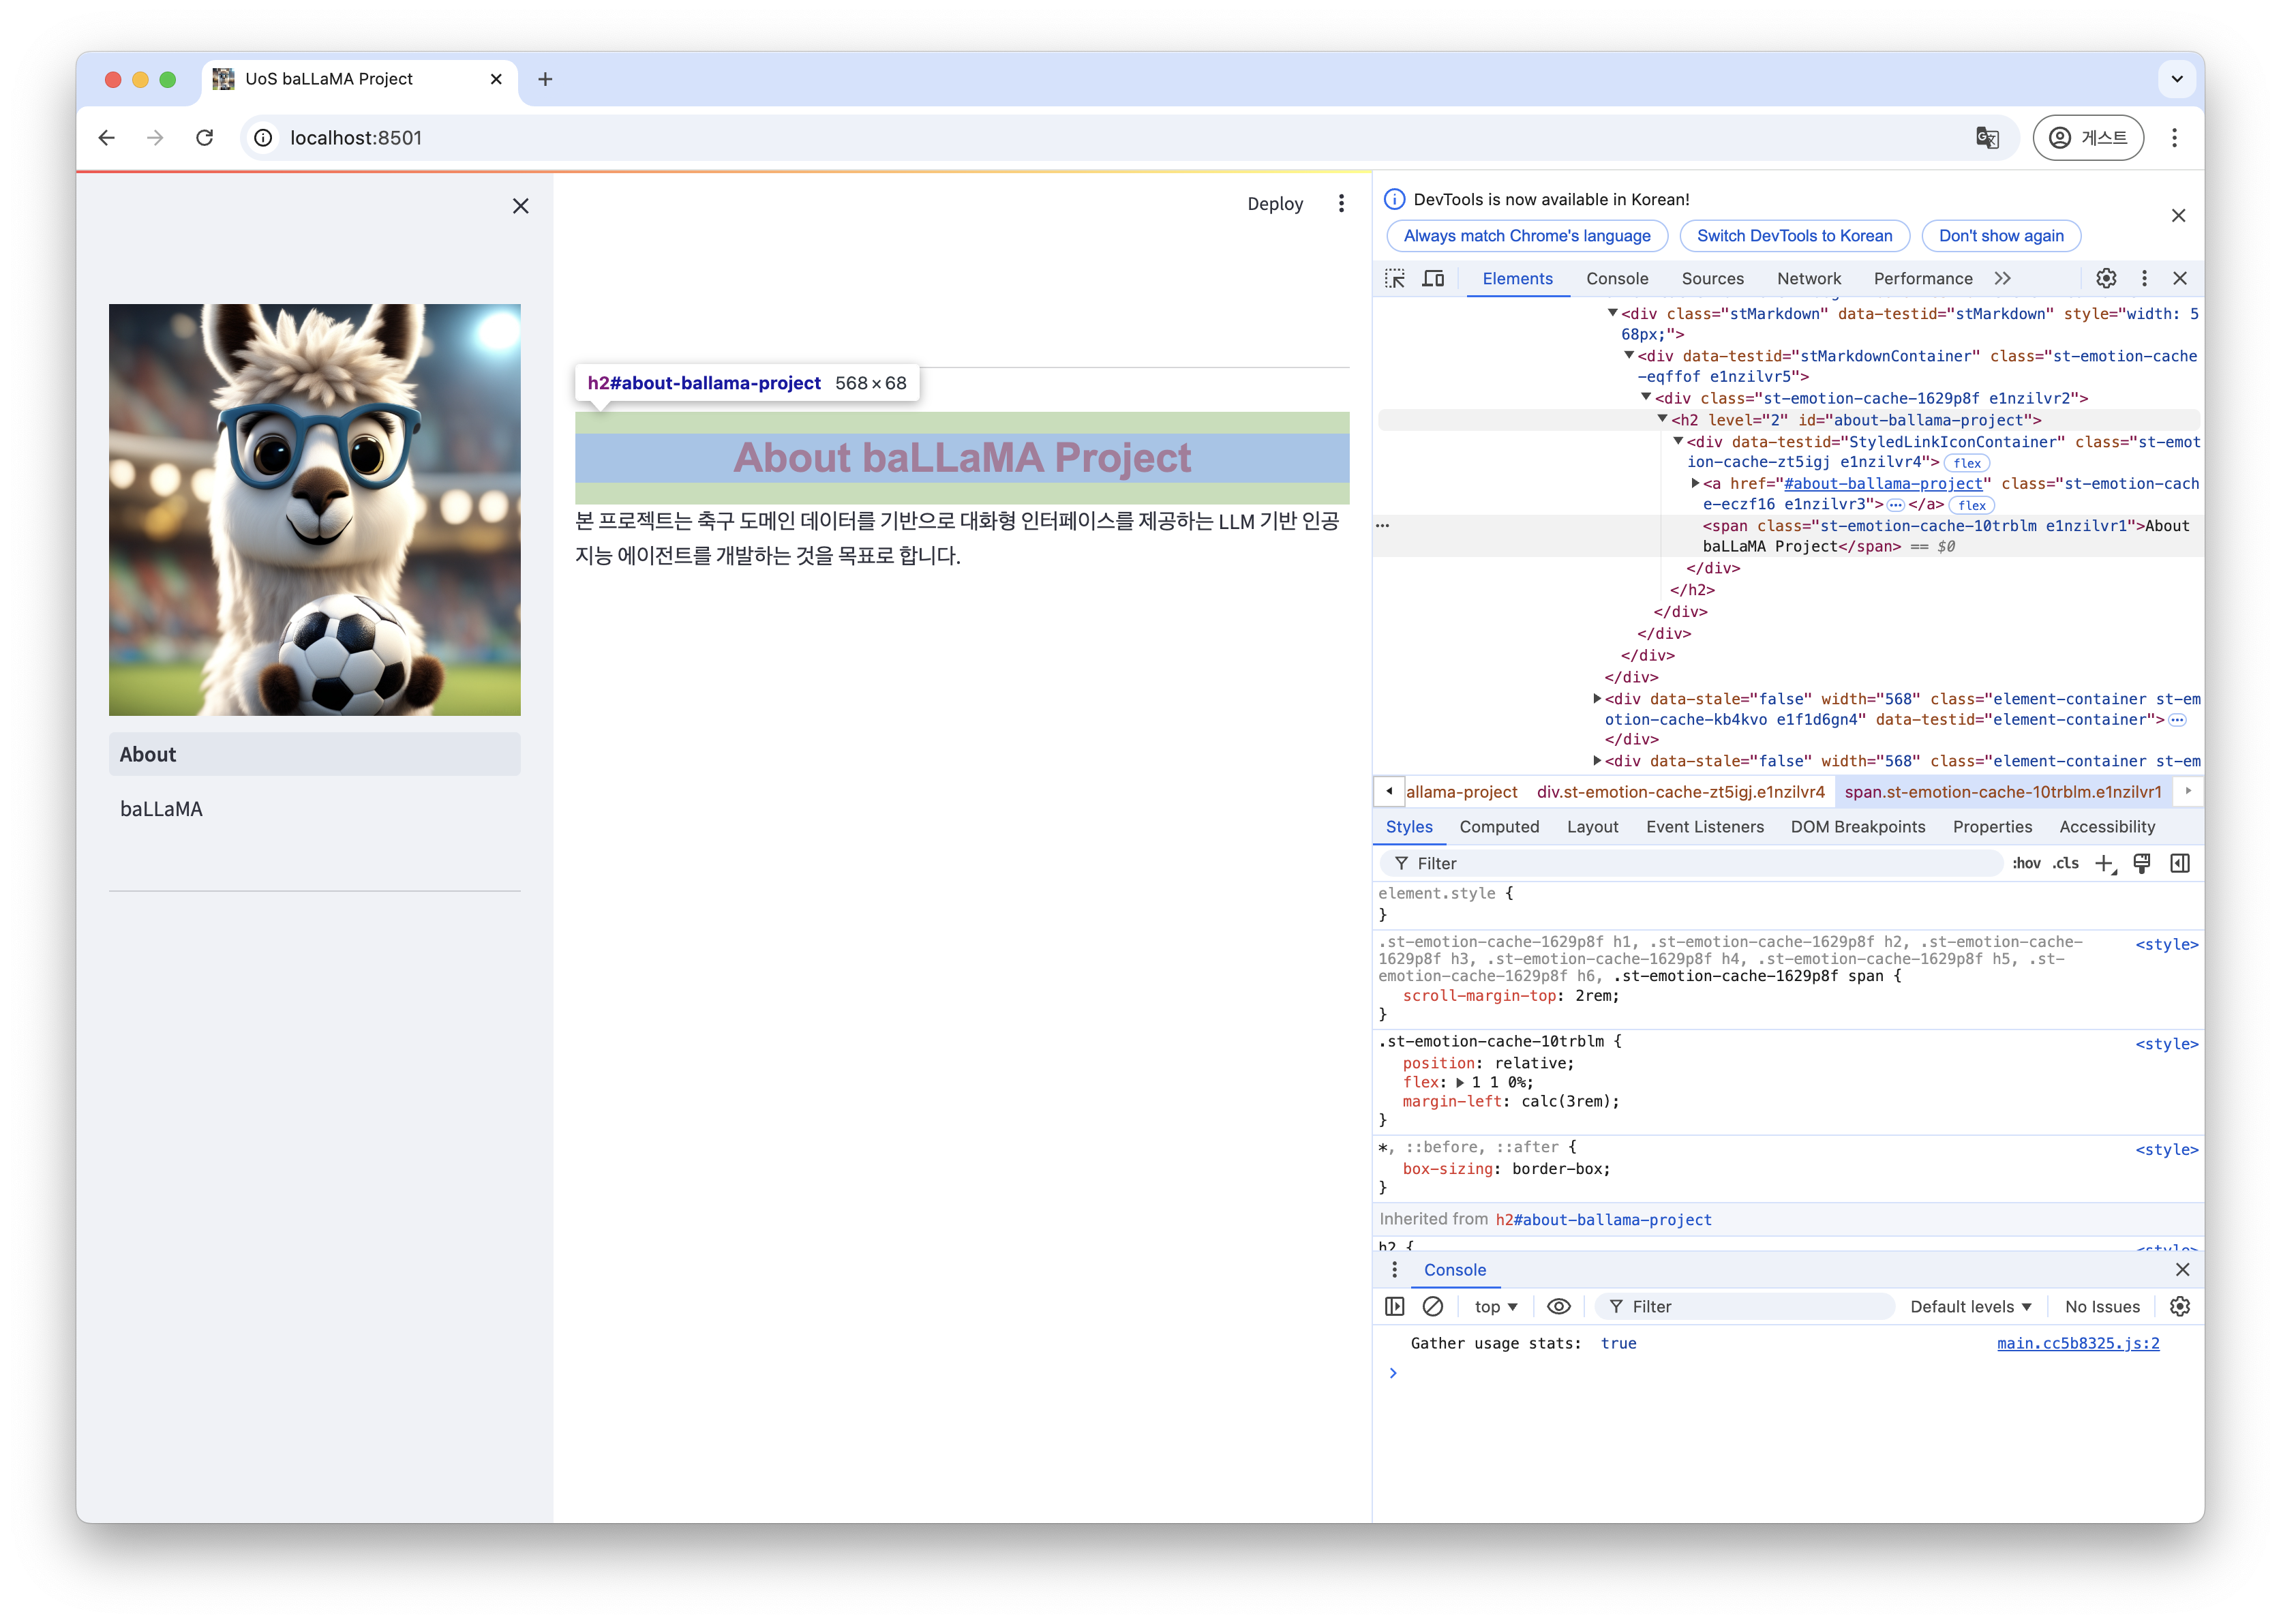 UoS baLLaMA Project
localhost:8501
게스트
Deploy
About
baLLaMA
h2#about-ballama-project 568 × 68
About baLLaMA Project
본 프로젝트는 축구 도메인 데이터를 기반으로 대화형 인터페이스를 제공하는 LLM 기반 인공
지능 에이전트를 개발하는 것을 목표로 합니다.
DevTools is now available in Korean!
Always match Chrome's language
Switch DevTools to Korean
Don't show again
Elements Console Sources Network Performance
<div class="stMarkdown" data-testid="stMarkdown" style="width: 5
68px;">
<div data-testid="stMarkdownContainer" class="st-emotion-cache
-eqffof e1nzilvr5">
<div class="st-emotion-cache-1629p8f e1nzilvr2">
<h2 level="2" id="about-ballama-project">
<div data-testid="StyledLinkIconContainer" class="st-emot
ion-cache-zt5igj e1nzilvr4"> flex
<a href="#about-ballama-project" class="st-emotion-cach
e-eczf16 e1nzilvr3"> … </a> flex
<span class="st-emotion-cache-10trblm e1nzilvr1">About
baLLaMA Project</span> == $0
</div>
</h2>
</div>
</div>
</div>
</div>
<div data-stale="false" width="568" class="element-container st-em
otion-cache-kb4kvo e1f1d6gn4" data-testid="element-container"> …
</div>
<div data-stale="false" width="568" class="element-container st-em
allama-project div.st-emotion-cache-zt5igj.e1nzilvr4 span.st-emotion-cache-10trblm.e1nzilvr1
Styles Computed Layout Event Listeners DOM Breakpoints Properties Accessibility
Filter :hov .cls
element.style {
}
.st-emotion-cache-1629p8f h1, .st-emotion-cache-1629p8f h2, .st-emotion-cache- <style>
1629p8f h3, .st-emotion-cache-1629p8f h4, .st-emotion-cache-1629p8f h5, .st-
emotion-cache-1629p8f h6, .st-emotion-cache-1629p8f span {
scroll-margin-top: 2rem;
}
.st-emotion-cache-10trblm { <style>
position: relative;
flex: 1 1 0%;
margin-left: calc(3rem);
}
*, ::before, ::after { <style>
box-sizing: border-box;
}
Inherited from h2#about-ballama-project
h2 { <style>
Console
top Filter Default levels No Issues
Gather usage stats: true main.cc5b8325.js:2